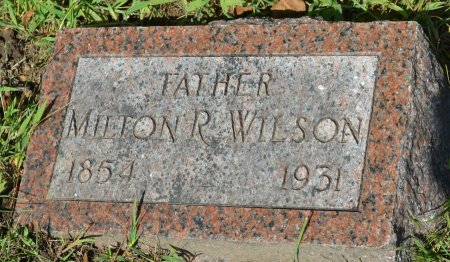 FATHER
MILTON R. WILSON
1854 1931